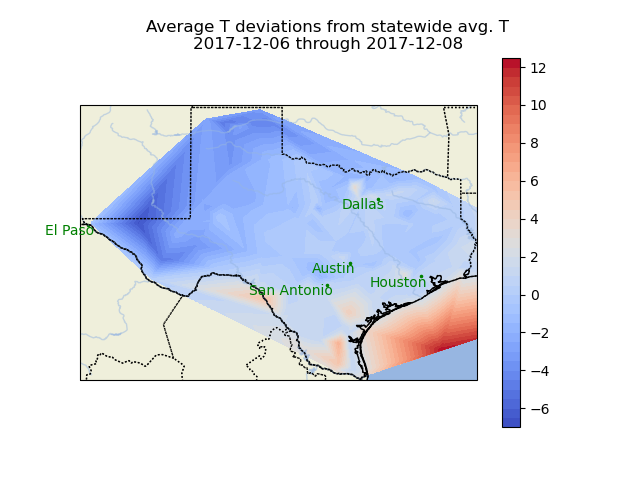 Average T deviations from statewide avg. T
2017-12-06 through 2017-12-08
El Paso
Dallas
Austin
San Antonio
Houston
12
10
8
6
4
2
0
−2
−4
−6